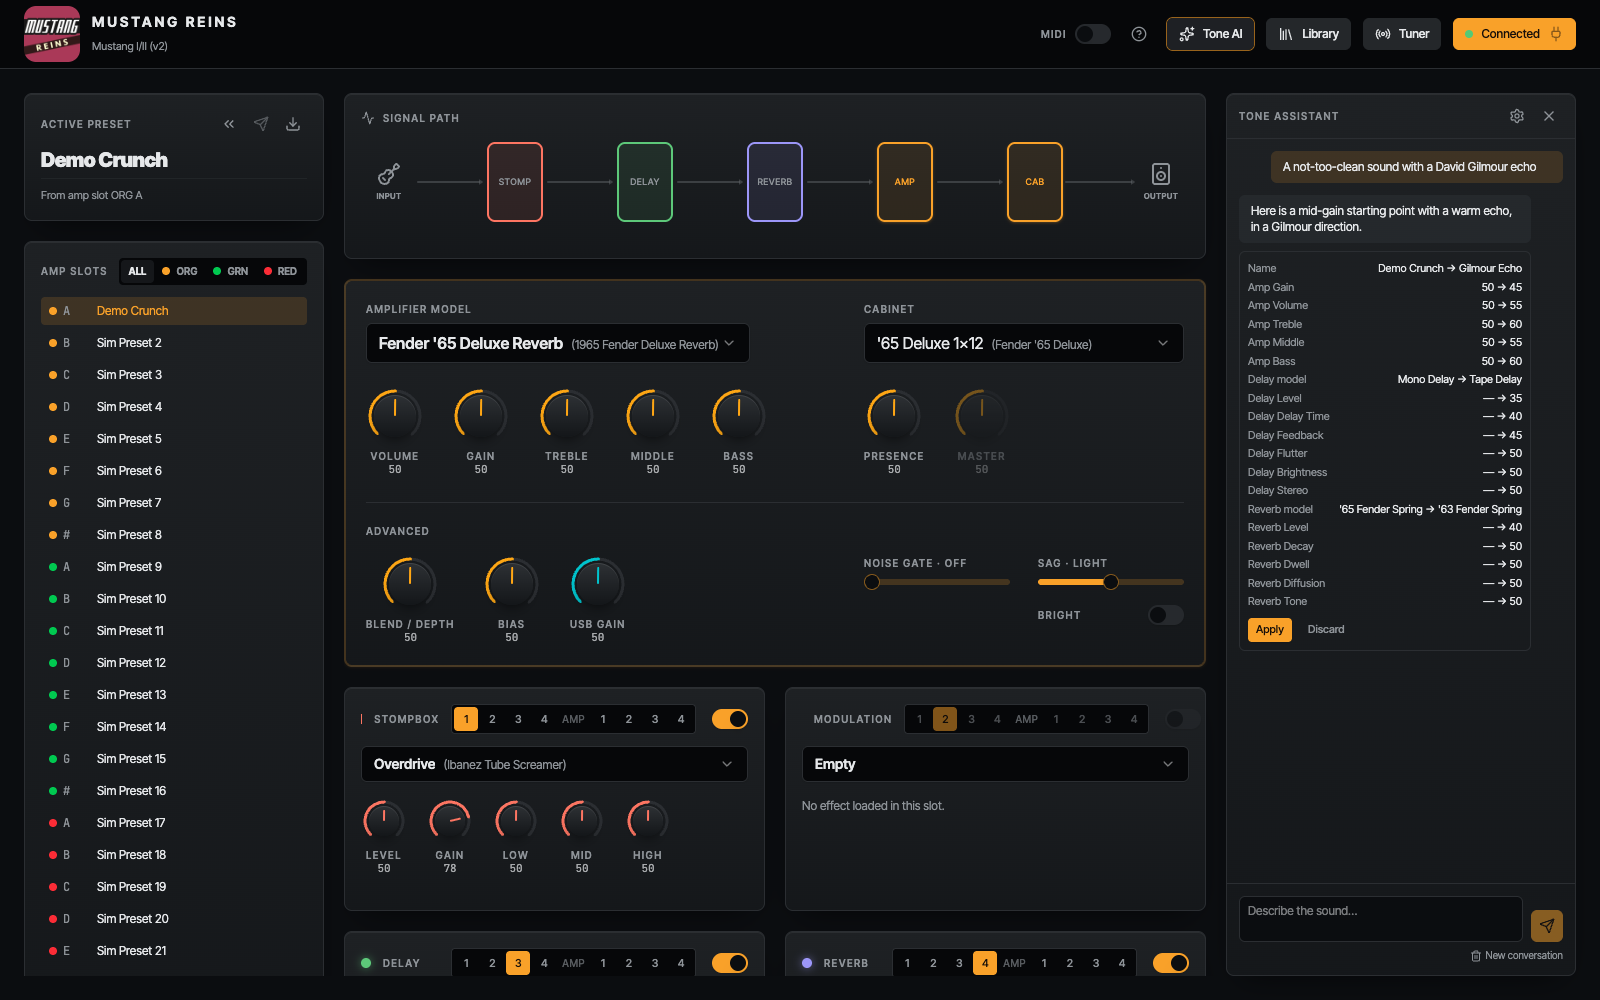 MUSTANG
REINS
MUSTANG REINS
Mustang I/II (v2)
MIDI
Tone AI
Library
Tuner
Connected
ACTIVE PRESET
Demo Crunch
From amp slot ORG A
AMP SLOTS ALL ORG GRN RED
A Demo Crunch
B Sim Preset 2
C Sim Preset 3
D Sim Preset 4
E Sim Preset 5
F Sim Preset 6
G Sim Preset 7
# Sim Preset 8
A Sim Preset 9
B Sim Preset 10
C Sim Preset 11
D Sim Preset 12
E Sim Preset 13
F Sim Preset 14
G Sim Preset 15
# Sim Preset 16
A Sim Preset 17
B Sim Preset 18
C Sim Preset 19
D Sim Preset 20
E Sim Preset 21
SIGNAL PATH
INPUT STOMP DELAY REVERB AMP CAB OUTPUT
AMPLIFIER MODEL
Fender '65 Deluxe Reverb (1965 Fender Deluxe Reverb)
CABINET
'65 Deluxe 1×12 (Fender '65 Deluxe)
VOLUME GAIN TREBLE MIDDLE BASS PRESENCE MASTER
50 50 50 50 50 50 50
ADVANCED
BLEND / DEPTH BIAS USB GAIN
50 50 50
NOISE GATE · OFF SAG · LIGHT
BRIGHT
STOMPBOX 1 2 3 4 AMP 1 2 3 4
Overdrive (Ibanez Tube Screamer)
LEVEL GAIN LOW MID HIGH
50 78 50 50 50
MODULATION 1 2 3 4 AMP 1 2 3 4
Empty
No effect loaded in this slot.
DELAY 1 2 3 4 AMP 1 2 3 4
REVERB 1 2 3 4 AMP 1 2 3 4
TONE ASSISTANT
A not-too-clean sound with a David Gilmour echo
Here is a mid-gain starting point with a warm echo,
in a Gilmour direction.
Name Demo Crunch → Gilmour Echo
Amp Gain 50 → 45
Amp Volume 50 → 55
Amp Treble 50 → 60
Amp Middle 50 → 55
Amp Bass 50 → 60
Delay model Mono Delay → Tape Delay
Delay Level — → 35
Delay Delay Time — → 40
Delay Feedback — → 45
Delay Flutter — → 50
Delay Brightness — → 50
Delay Stereo — → 50
Reverb model '65 Fender Spring → '63 Fender Spring
Reverb Level — → 40
Reverb Decay — → 50
Reverb Dwell — → 50
Reverb Diffusion — → 50
Reverb Tone — → 50
Apply Discard
Describe the sound...
New conversation